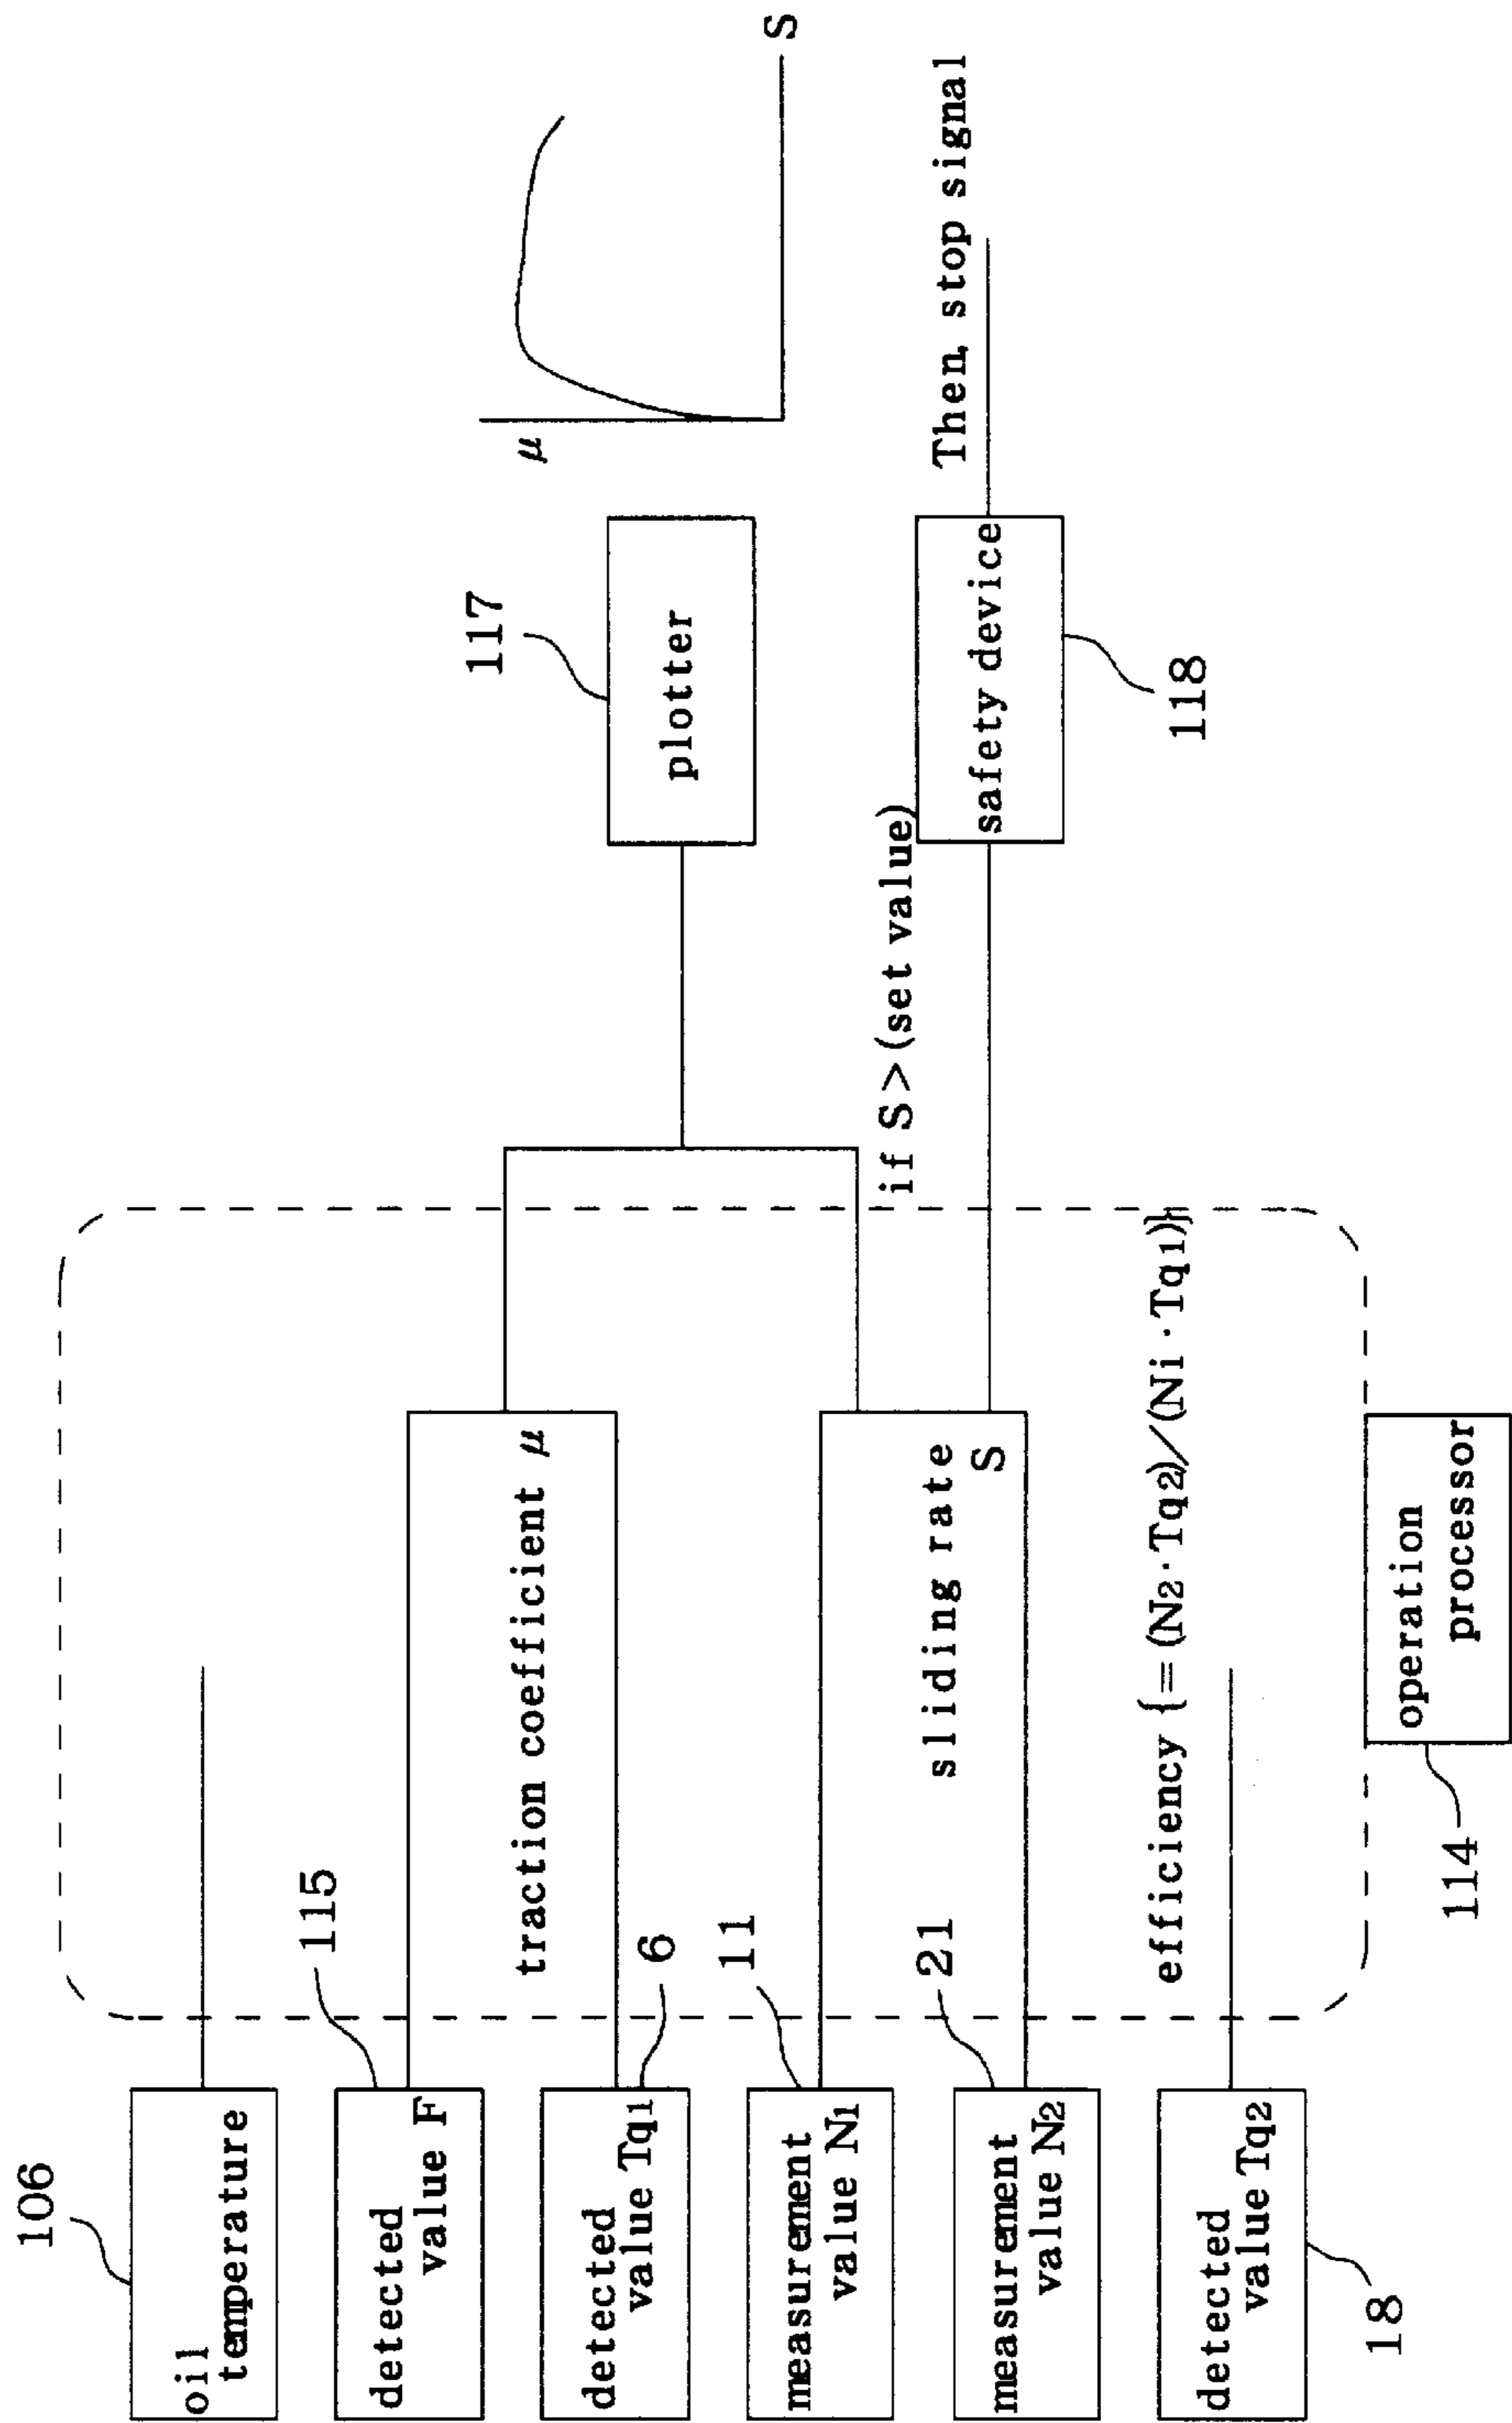 106
oil
temperature
115
detected
value F
6
detected
value Tq1
traction coefficient μ
11
measurement
value N1
21
measurement
value N2
sliding rate
S
18
detected
value Tq2
efficiency {=(N2·Tq2)/(Ni·Tq1)}
114
operation
processor
117
plotter
μ
S
if S>(set value)
safety device
118
Then, stop signal